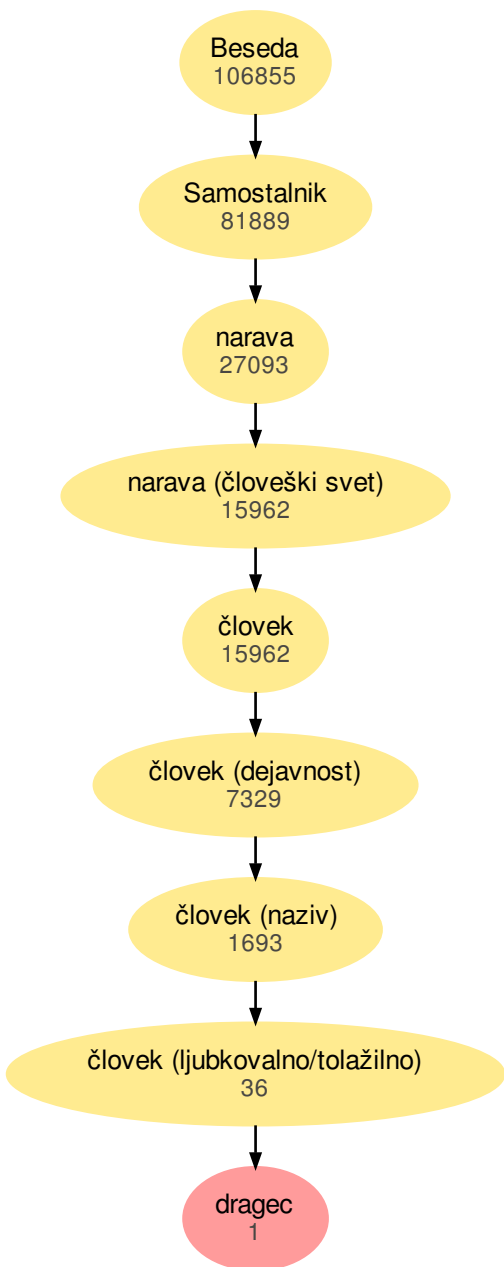 Beseda
106855
Samostalnik
81889
narava
27093
narava (človeški svet)
15962
človek
15962
človek (dejavnost)
7329
človek (naziv)
1693
človek (ljubkovalno/tolažilno)
36
dragec
1